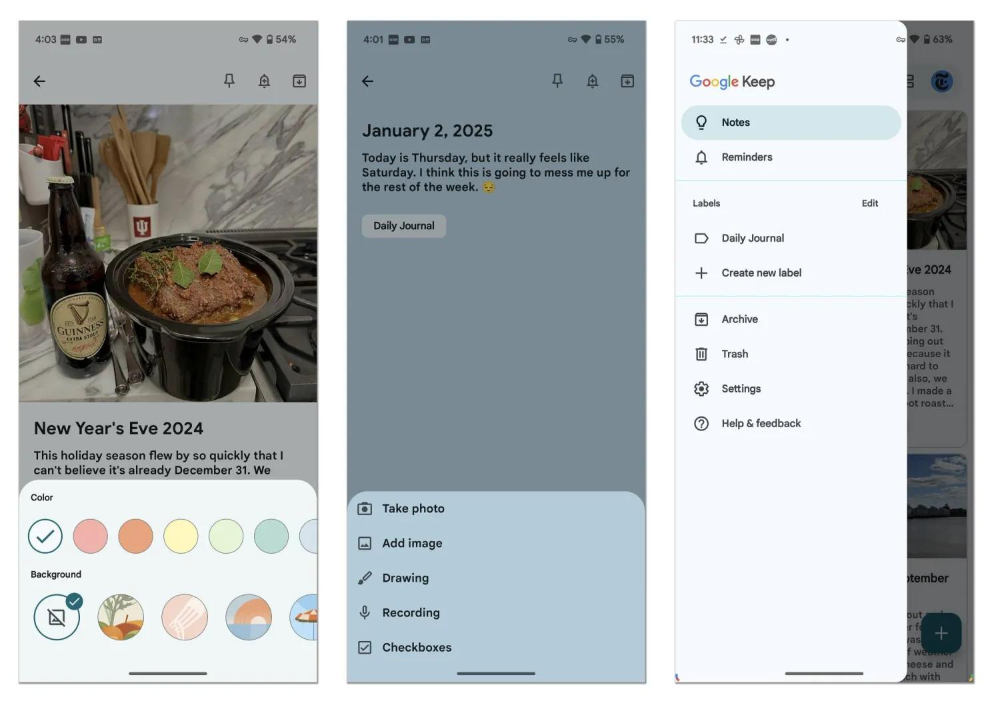 4:03
54%
GUINNESS
EXTRA STOUT
New Year's Eve 2024
This holiday season flew by so quickly that I
can't believe it's already December 31. We
Color
Background
4:01
55%
January 2, 2025
Today is Thursday, but it really feels like
Saturday. I think this is going to mess me up for
the rest of the week. 😔
Daily Journal
Take photo
Add image
Drawing
Recording
Checkboxes
11:33
63%
Google Keep
Notes
Reminders
Labels
Edit
Daily Journal
Create new label
Archive
Trash
Settings
Help & feedback
ve 2024
eason
ckly that I
t's
nber 31.
ping out
ecause it
hard to
also, we
. I made a
ot roast...
tember
out
er f
vas
f weather
heese and
ch with